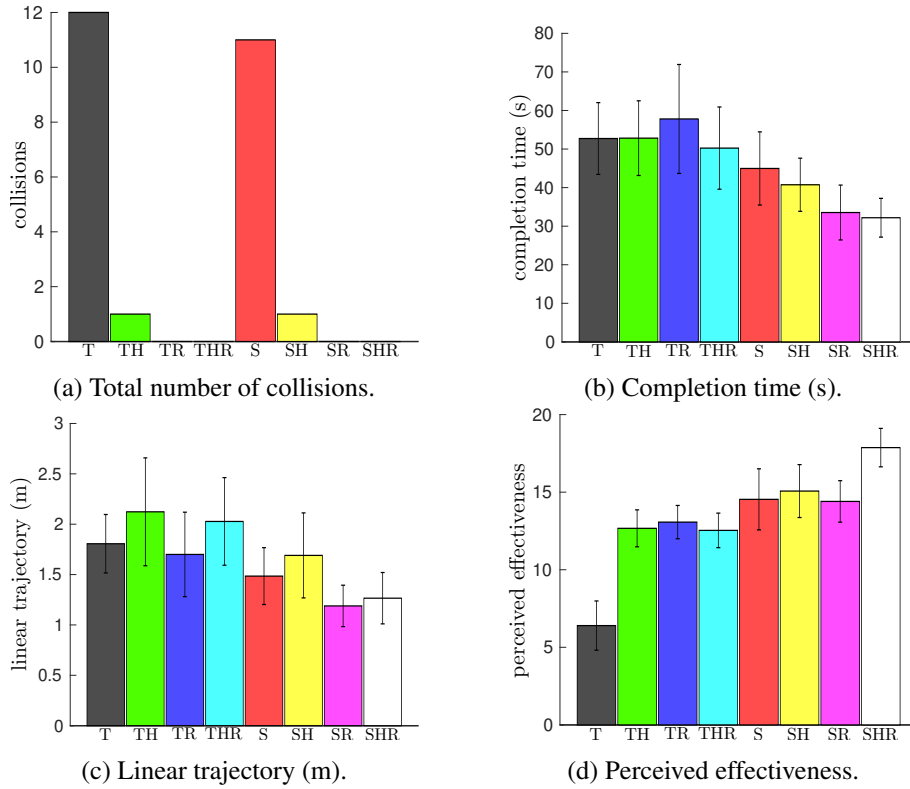 12
10
8
6
4
2
0
collisions
T TH TR THR S SH SR SHR
(a) Total number of collisions.
80
70
60
50
40
30
20
10
0
completion time (s)
T TH TR THR S SH SR SHR
(b) Completion time (s).
3
2.5
2
1.5
1
0.5
0
linear trajectory (m)
T TH TR THR S SH SR SHR
(c) Linear trajectory (m).
20
15
10
5
0
perceived effectiveness
T TH TR THR S SH SR SHR
(d) Perceived effectiveness.